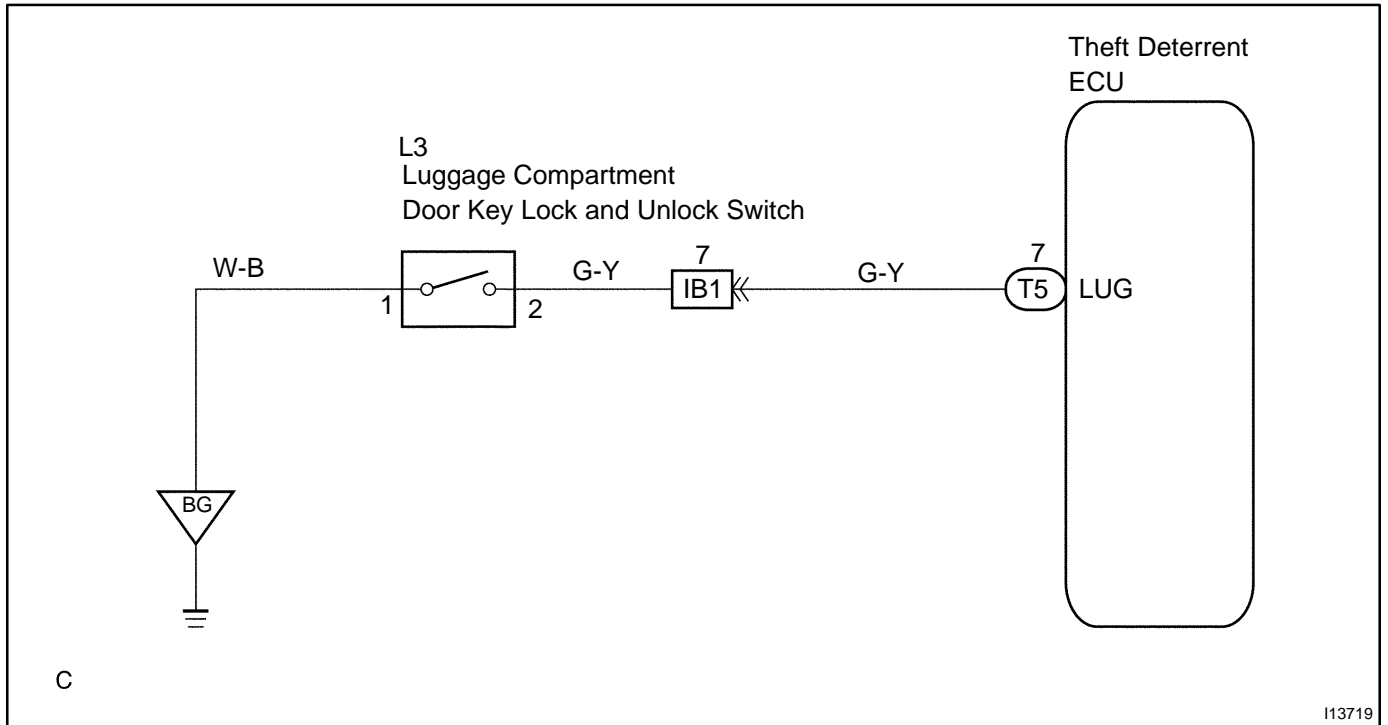 Theft Deterrent
ECU
L3
Luggage Compartment
Door Key Lock and Unlock Switch
W-B
1
2
G-Y
7
IB1
G-Y
7
T5
LUG
BG
C
I13719